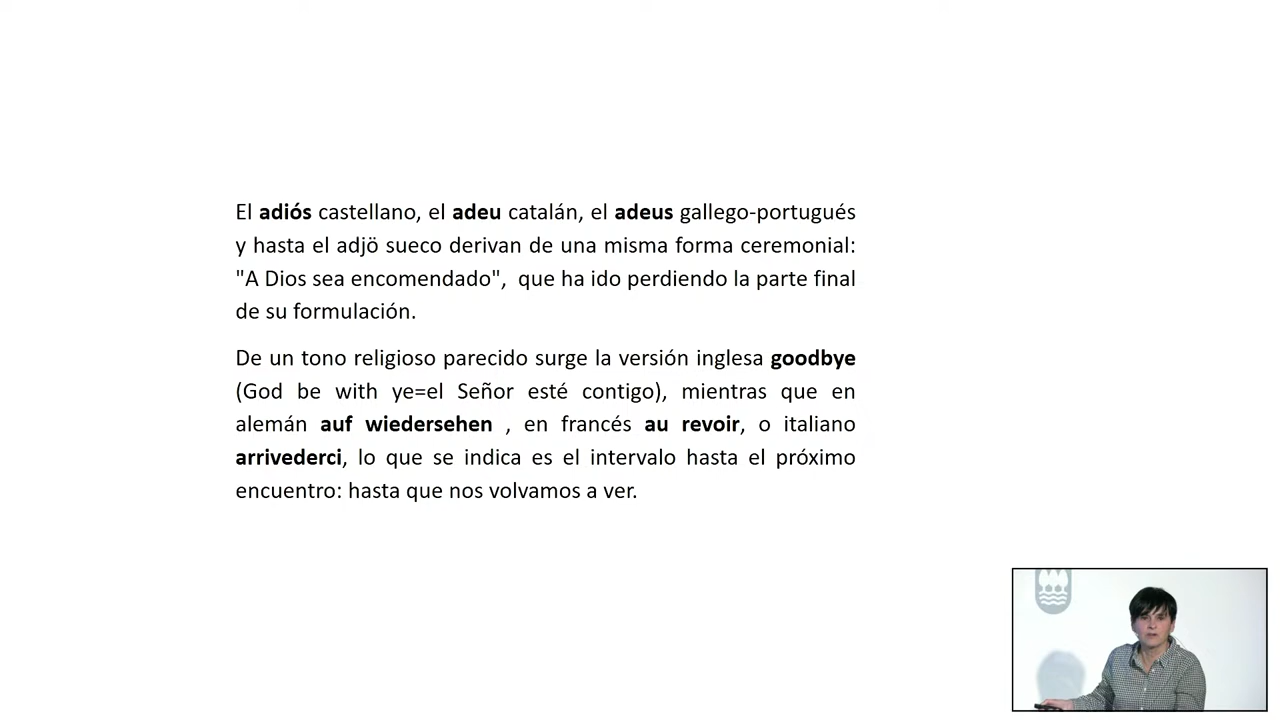 El adiós castellano, el adeu catalán, el adeus gallego-portugués
y hasta el adjö sueco derivan de una misma forma ceremonial:
"A Dios sea encomendado",  que ha ido perdiendo la parte final
de su formulación.
De un tono religioso parecido surge la versión inglesa goodbye
(God be with ye=el Señor esté contigo), mientras que en
alemán auf wiedersehen , en francés au revoir, o italiano
arrivederci, lo que se indica es el intervalo hasta el próximo
encuentro: hasta que nos volvamos a ver.